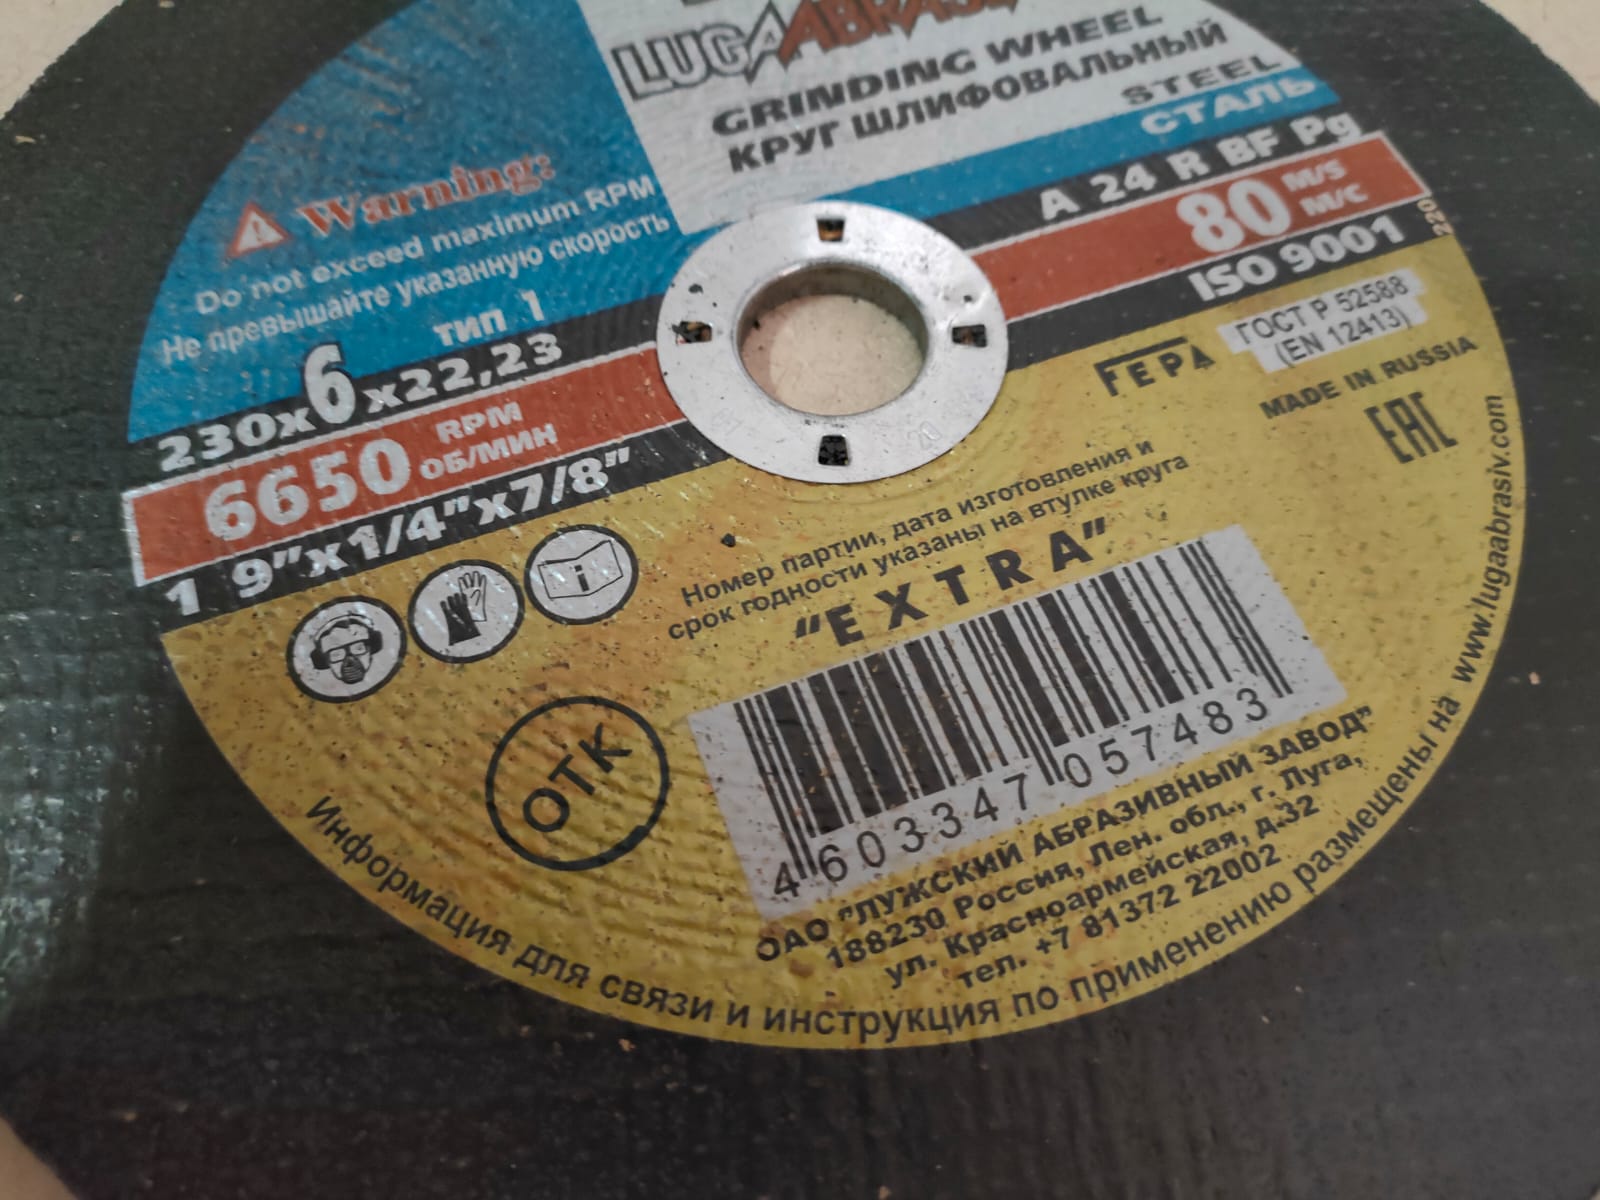 LUGAABRASIV
GRINDING WHEEL
КРУГ ШЛИФОВАЛЬНЫЙ
STEEL
СТАЛЬ
Warning:
Do not exceed maximum RPM
Не превышайте указанную скорость
тип 1
230x6x22,23
6650 RPM
ОБ/МИН
1 9"x1/4"x7/8"
A 24 R BF Pg
80 M/S
М/С
ISO 9001
220
FEPA
ГОСТ Р 52588
(EN 12413)
MADE IN RUSSIA
EAC
Номер партии, дата изготовления и
срок годности указаны на втулке круга
"EXTRA"
4603347057483
ОТК
ОАО "ЛУЖСКИЙ АБРАЗИВНЫЙ ЗАВОД"
188230 Россия, Лен. обл., г. Луга,
ул. Красноармейская, д.32
тел. +7 81372 22002
Информация для связи и инструкция по применению размещены на www.lugaabrasiv.com